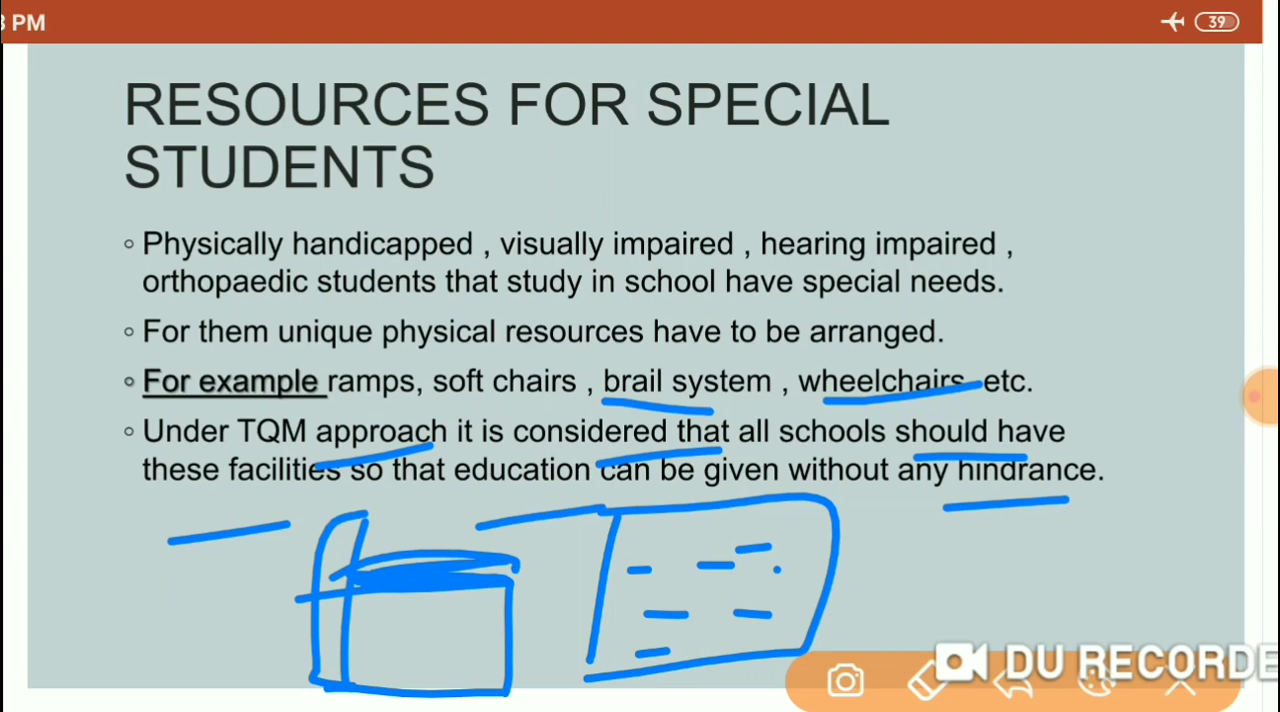 PM
39
RESOURCES FOR SPECIAL
STUDENTS
Physically handicapped , visually impaired , hearing impaired ,
orthopaedic students that study in school have special needs.
For them unique physical resources have to be arranged.
For example ramps, soft chairs , brail system , wheelchairs etc.
Under TQM approach it is considered that all schools should have
these facilities so that education can be given without any hindrance.
DU RECORDE